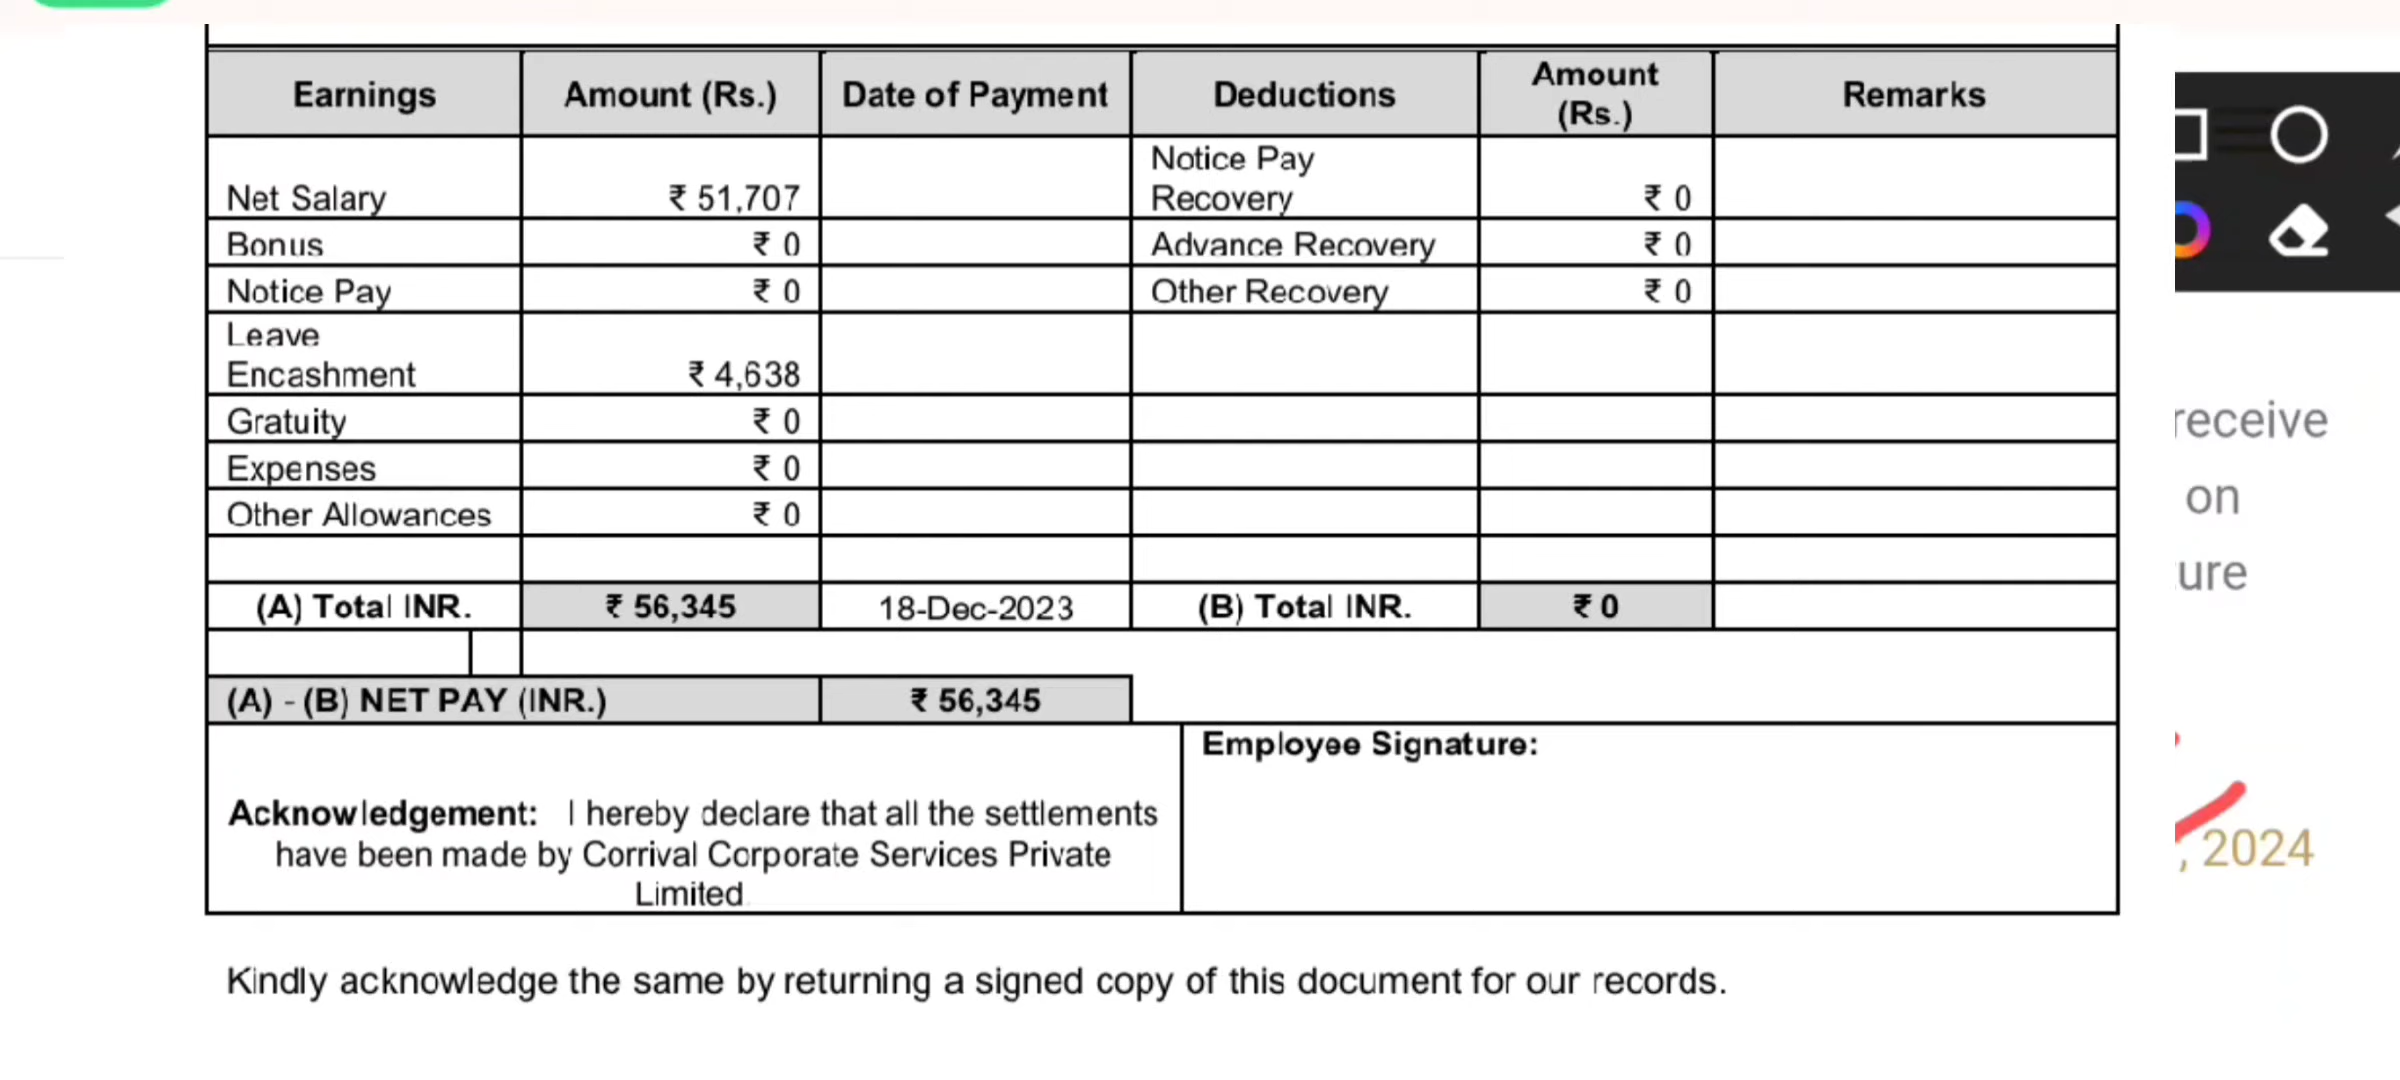 Earnings Amount (Rs.) Date of Payment Deductions Amount (Rs.) Remarks
Net Salary ₹ 51,707 Notice Pay Recovery ₹ 0
Bonus ₹ 0 Advance Recovery ₹ 0
Notice Pay ₹ 0 Other Recovery ₹ 0
Leave Encashment ₹ 4,638
Gratuity ₹ 0
Expenses ₹ 0
Other Allowances ₹ 0
(A) Total INR. ₹ 56,345 18-Dec-2023 (B) Total INR. ₹ 0
(A) - (B) NET PAY (INR.) ₹ 56,345
Employee Signature:
Acknowledgement: I hereby declare that all the settlements
have been made by Corrival Corporate Services Private
Limited
Kindly acknowledge the same by returning a signed copy of this document for our records.
receive
on
ure
, 2024